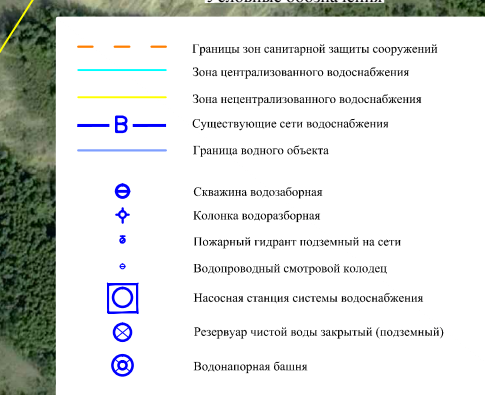 Условные обозначения
Границы зон санитарной защиты сооружений
Зона централизованного водоснабжения
Зона нецентрализованного водоснабжения
В Существующие сети водоснабжения
Граница водного объекта
Скважина водозаборная
Колонка водоразборная
Пожарный гидрант подземный на сети
Водопроводный смотровой колодец
Насосная станция системы водоснабжения
Резервуар чистой воды закрытый (подземный)
Водонапорная башня